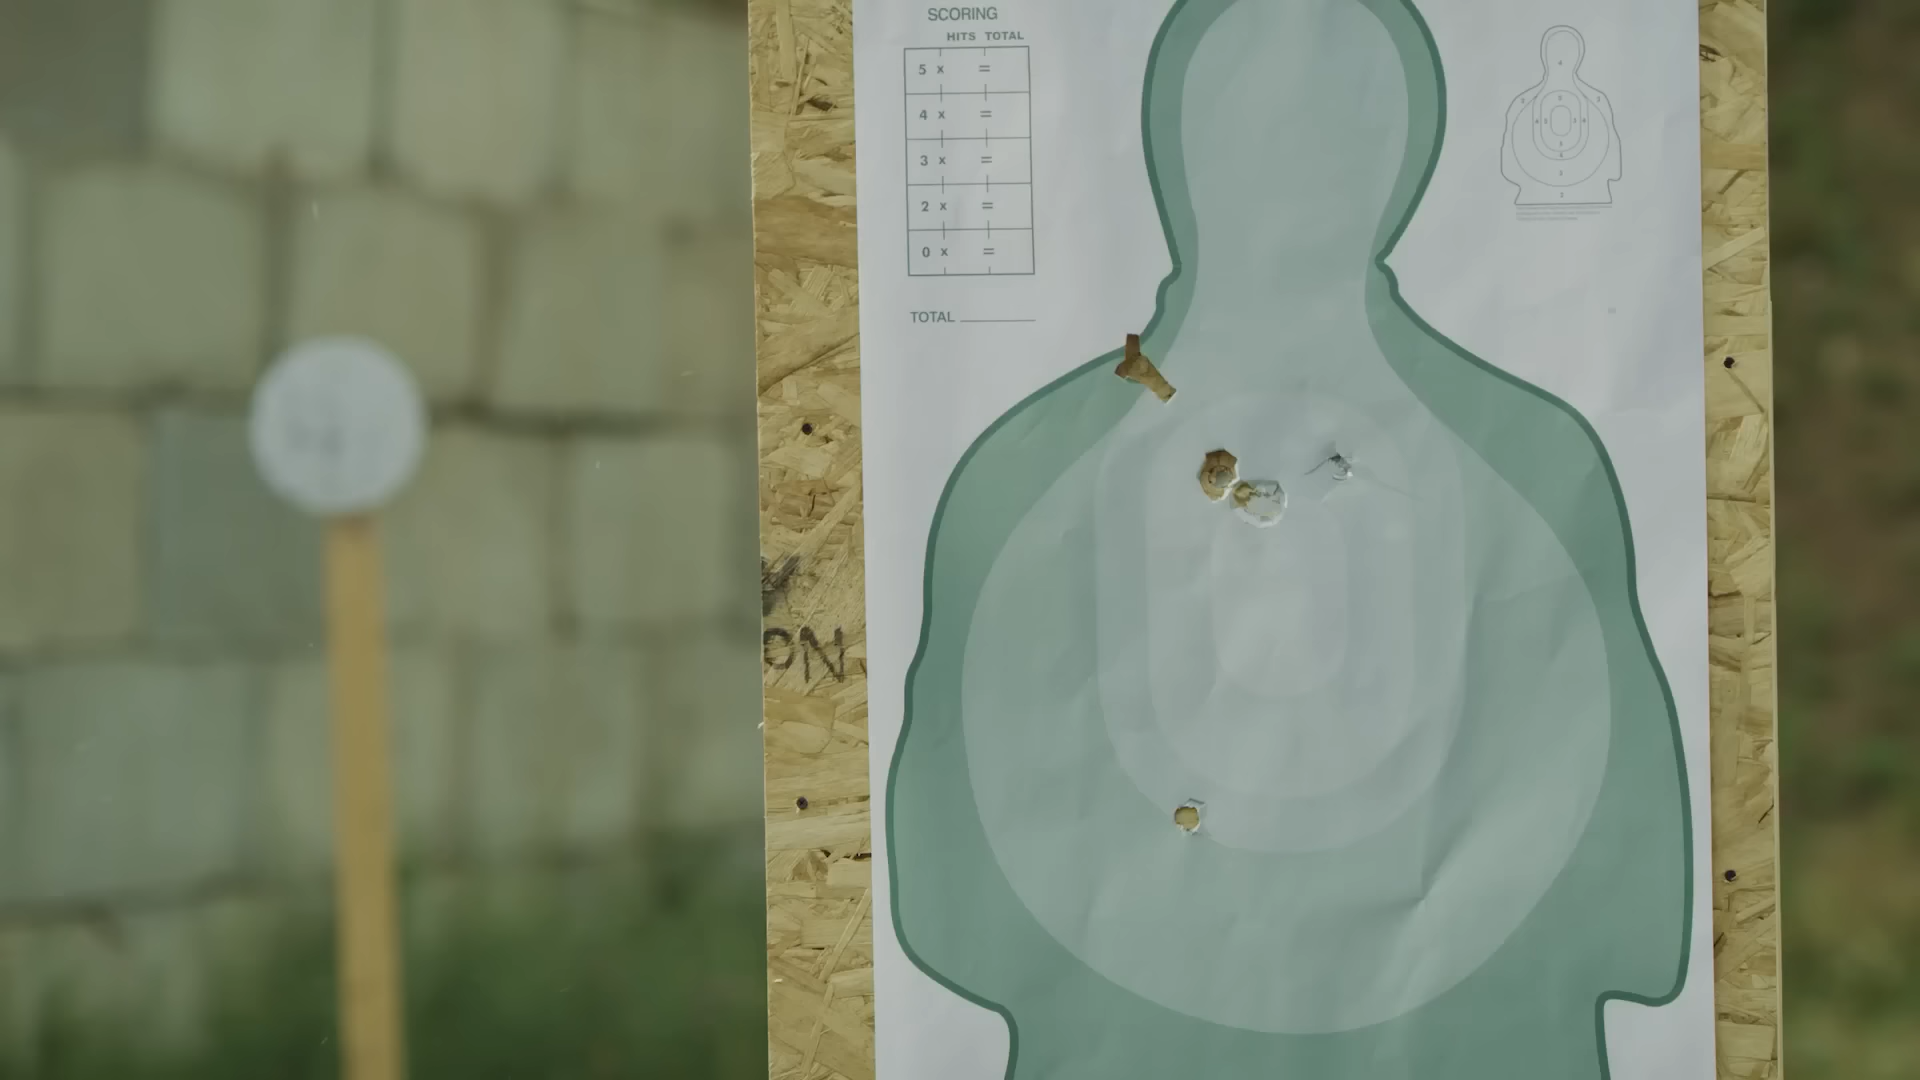 SCORING
HITS TOTAL
5 x =
4 x =
3 x =
2 x =
0 x =
TOTAL
ON